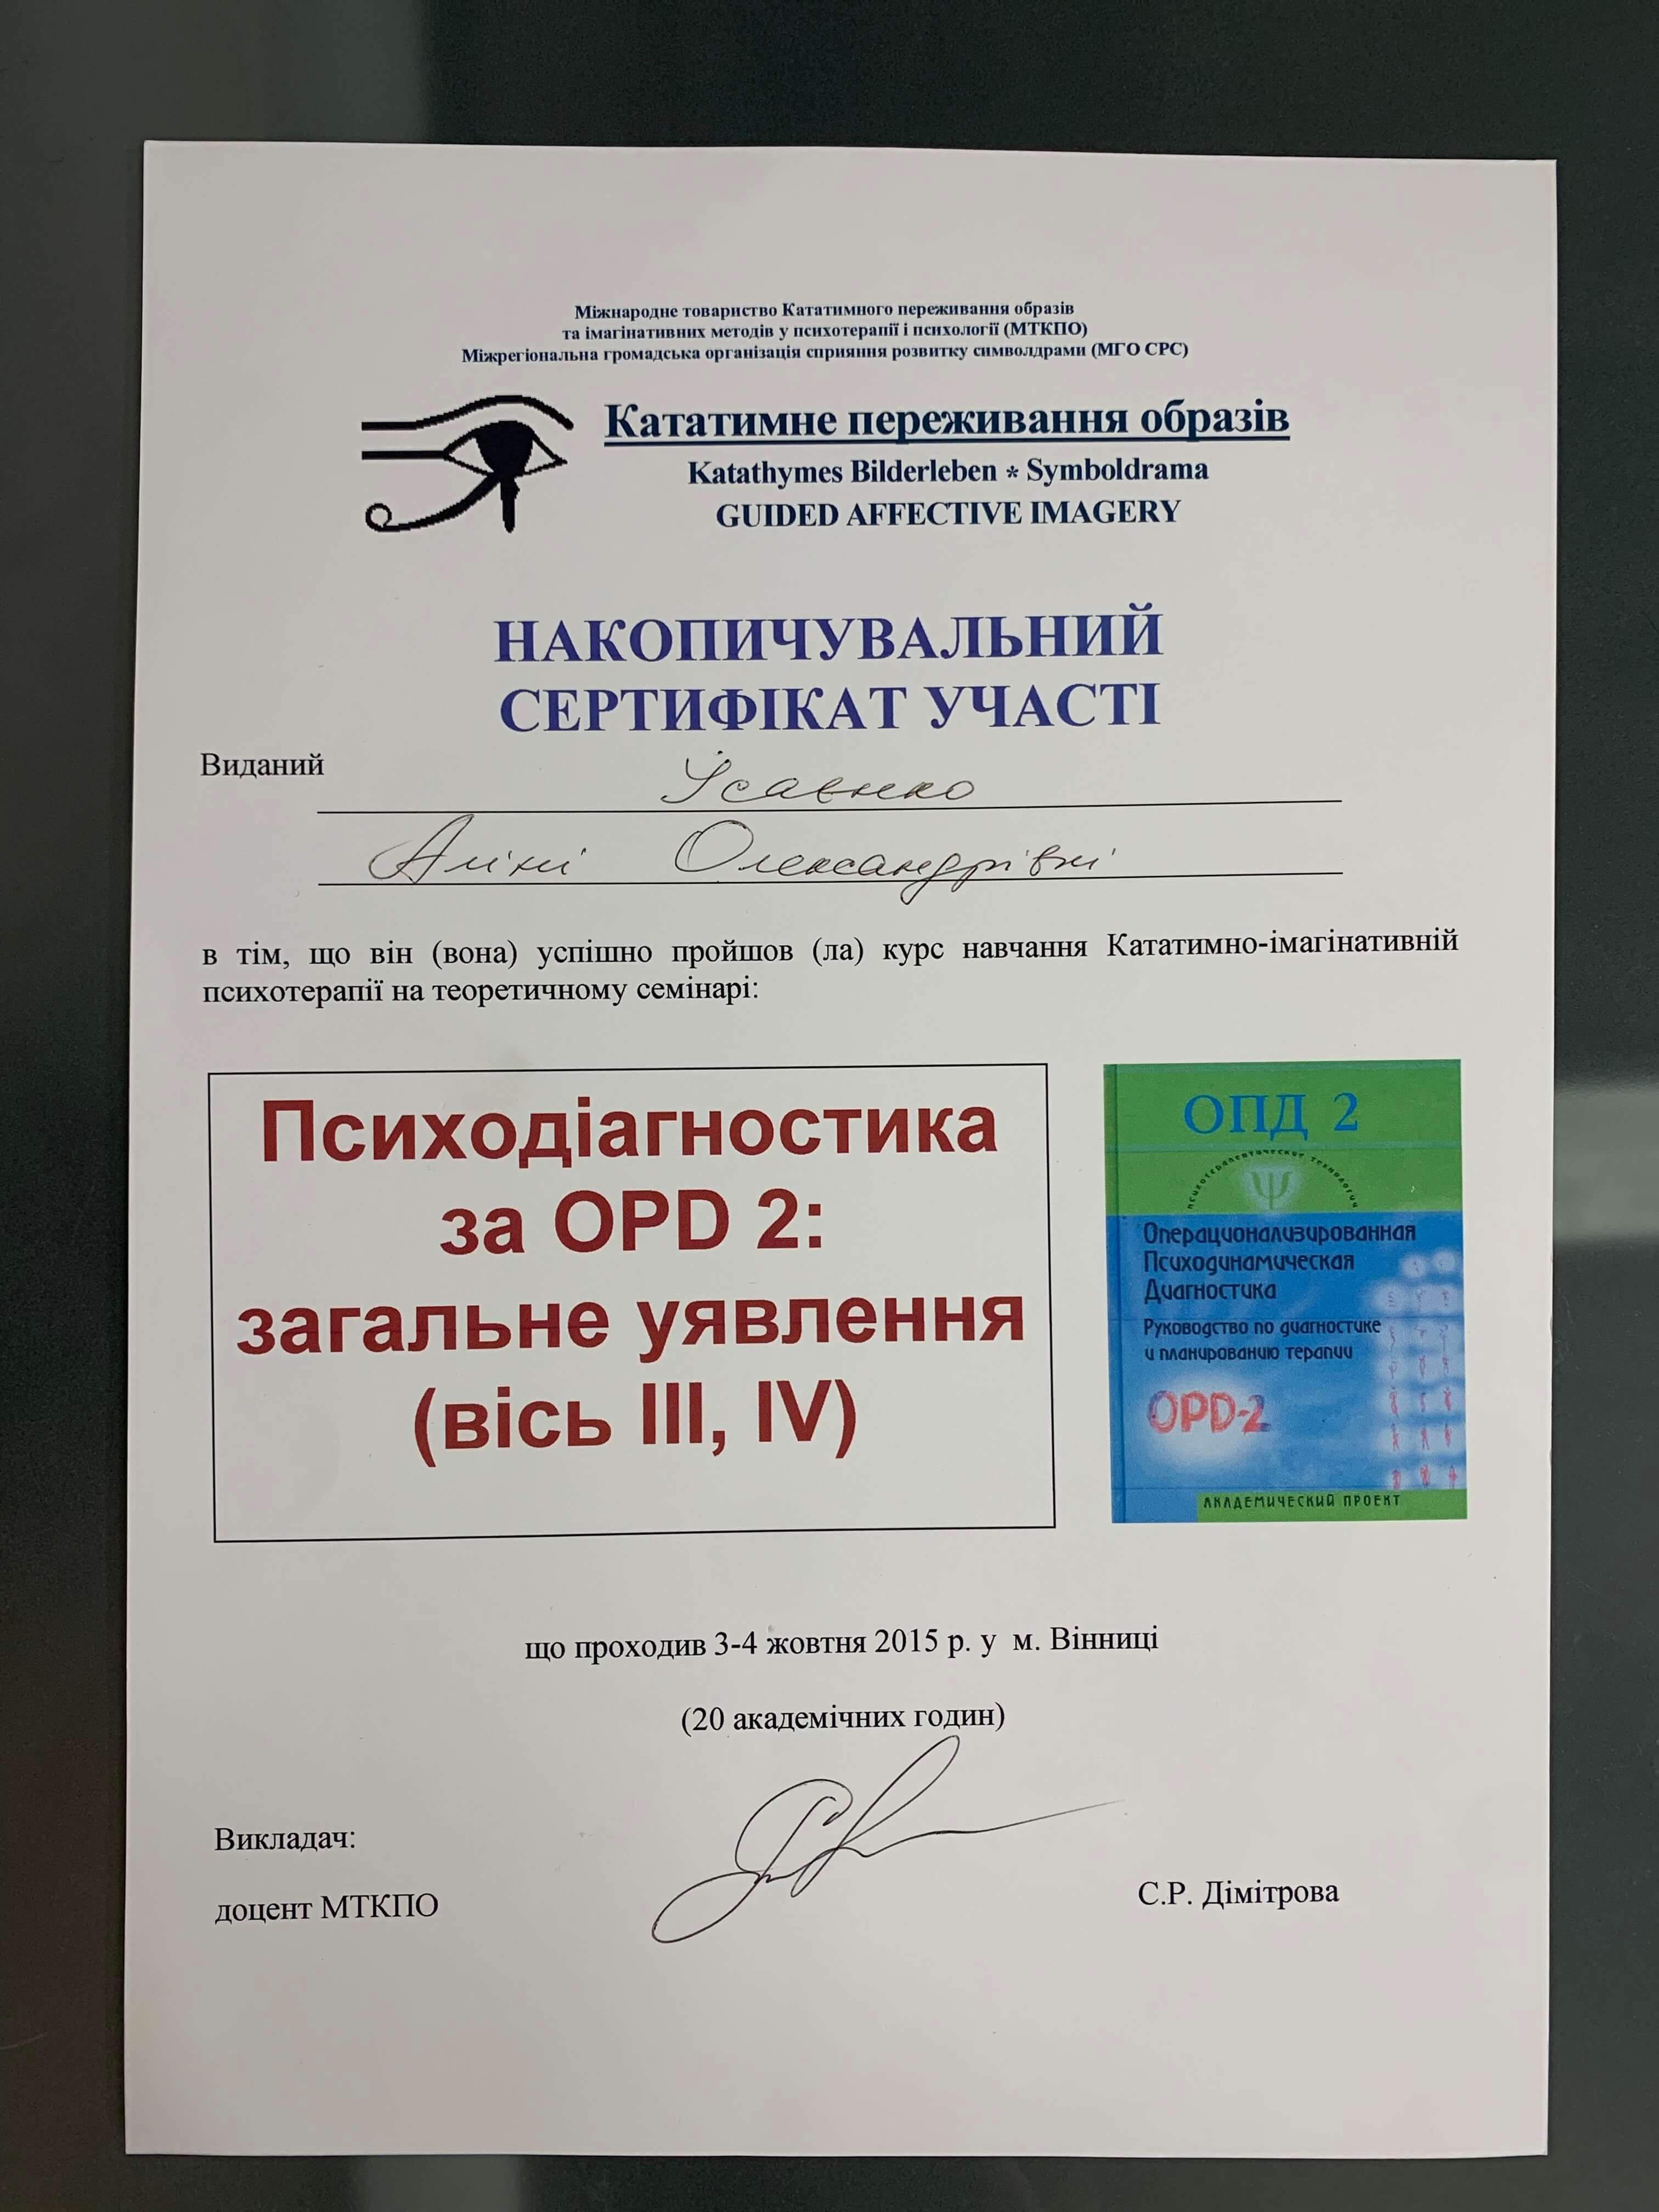 Міжнародне товариство Кататимного переживання образів
та імагінативних методів у психотерапії і психології (МТКПО)
Міжрегіональна громадська організація сприяння розвитку символдрами (МГО СРС)
Кататимне переживання образів
Katathymes Bilderleben * Symboldrama
GUIDED AFFECTIVE IMAGERY
НАКОПИЧУВАЛЬНИЙ
СЕРТИФІКАТ УЧАСТІ
Виданий
Ісаєнко
Аліні Олександрівні
в тім, що він (вона) успішно пройшов (ла) курс навчання Кататимно-імагінативній
психотерапії на теоретичному семінарі:
Психодіагностика
за OPD 2:
загальне уявлення
(вісь III, IV)
ОПД 2
психотерапевтические технологии
Ψ
Операционализированная
Психодинамическая
Диагностика
Руководство по диагностике
и планированию терапии
OPD-2
АКАДЕМИЧЕСКИЙ ПРОЕКТ
що проходив 3-4 жовтня 2015 р. у м. Вінниці
(20 академічних годин)
Викладач:
доцент МТКПО
С.Р. Дімітрова